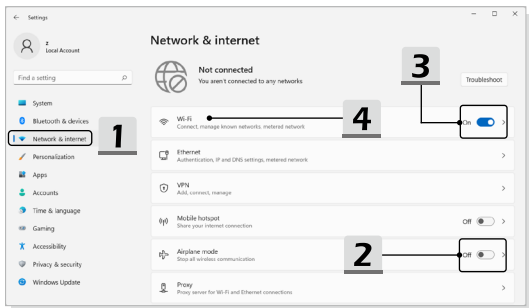 Settings
z
Local Account
Find a setting
System
Bluetooth & devices
Network & internet
Personalization
Apps
Accounts
Time & language
Gaming
Accessibility
Privacy & security
Windows Update
1
Network & internet
Not connected
You aren't connected to any networks
Troubleshoot
3
Wi-Fi
Connect, manage known networks, metered network
4
On
Ethernet
Authentication, IP and DNS settings, metered network
VPN
Add, connect, manage
Mobile hotspot
Share your internet connection
Off
Airplane mode
Stop all wireless communication
2
Off
Proxy
Proxy server for Wi-Fi and Ethernet connections